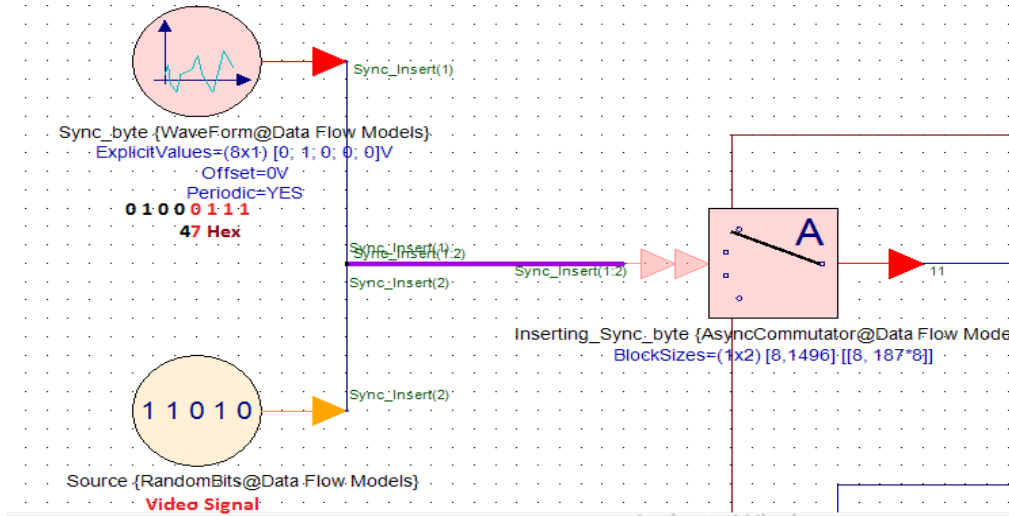 Sync_Insert(1)
Sync_byte {WaveForm@Data Flow Models}
ExplicitValues=(8x1) [0; 1; 0; 0; 0]V
Offset=0V
Periodic=YES
0 1 0 0 0 1 1 1
47 Hex
A
Sync_Insert(1)
Sync_Insert(1:2)
Sync_Insert(1:2)
11
Sync_Insert(2)
Inserting_Sync_byte {AsyncCommutator@Data Flow Mode
BlockSizes=(1x2) [8,1496] [[8, 187*8]]
Sync_Insert(2)
1 1 0 1 0
Source {RandomBits@Data Flow Models}
Video Signal